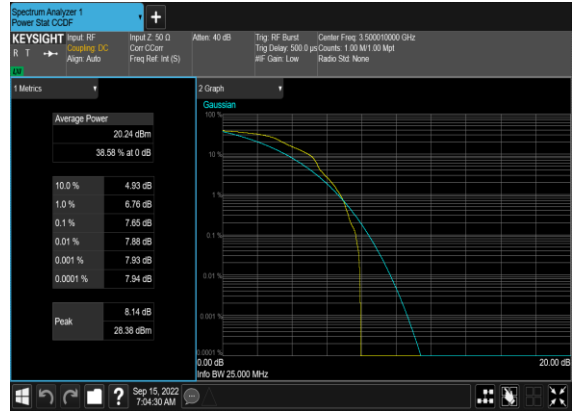 Spectrum Analyzer 1
Power Stat CCDF
+
KEYSIGHT
R T
LV
Input: RF
Coupling: DC
Align: Auto
Input Z: 50 Ω
Corr CCorr
Freq Ref: Int (S)
Atten: 40 dB
Trig: RF Burst
Trig Delay: 500.0 µs
#IF Gain: Low
Center Freq: 3.500010000 GHz
Counts: 1.00 M/1.00 Mpt
Radio Std: None
1 Metrics
Average Power
20.24 dBm
38.58 % at 0 dB
10.0 % 4.93 dB
1.0 % 6.76 dB
0.1 % 7.65 dB
0.01 % 7.88 dB
0.001 % 7.93 dB
0.0001 % 7.94 dB
Peak
8.14 dB
28.38 dBm
2 Graph
Gaussian
100 %
10 %
1 %
0.1 %
0.01 %
0.001 %
0.0001 %
0.00 dB 20.00 dB
Info BW 25.000 MHz
?
Sep 15, 2022
7:04:30 AM